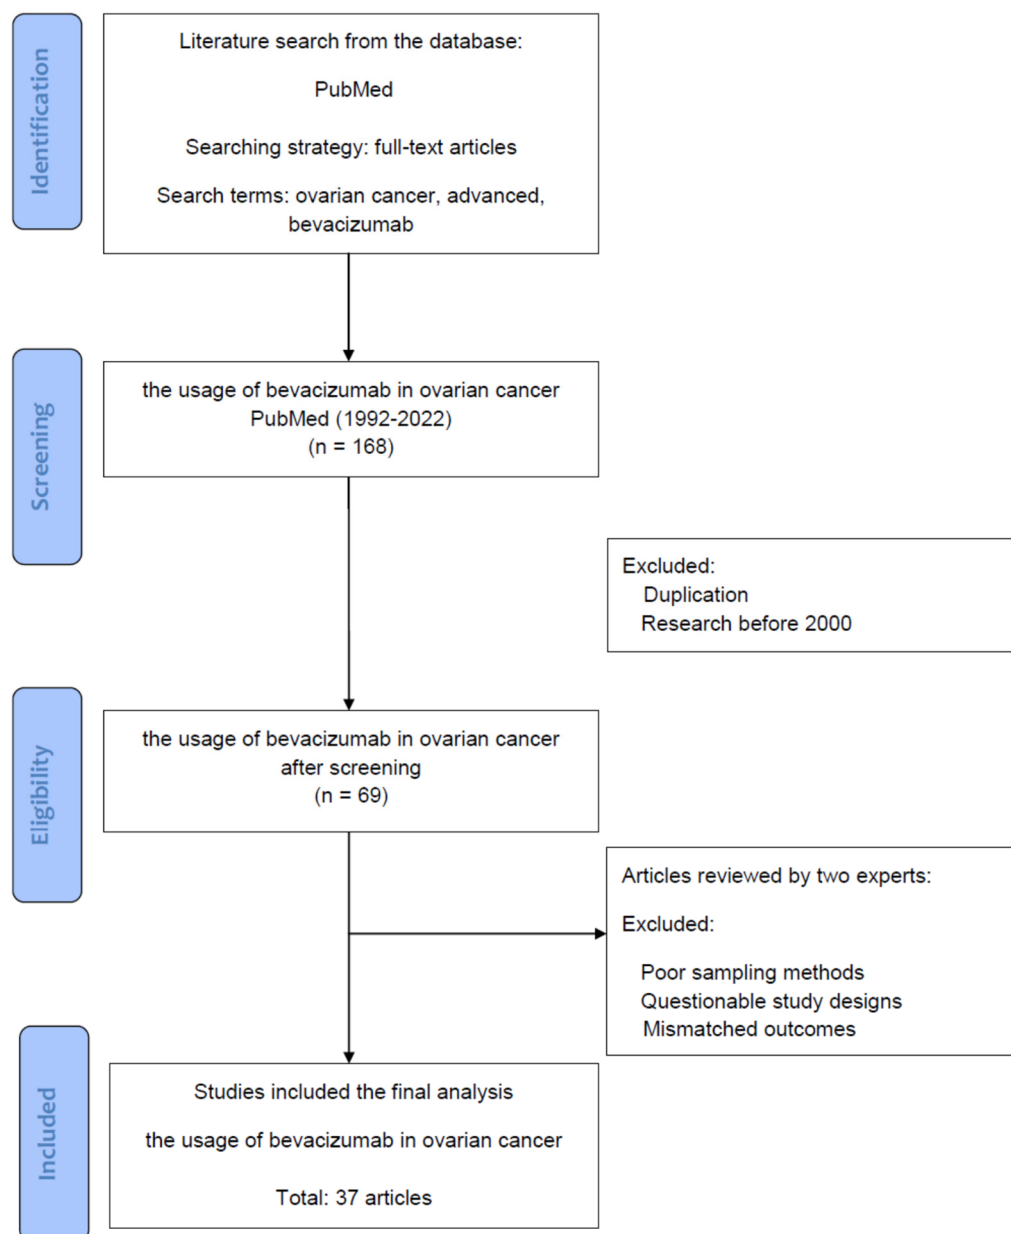 Identification
Literature search from the database:
PubMed
Searching strategy: full-text articles
Search terms: ovarian cancer, advanced,
bevacizumab
Screening
the usage of bevacizumab in ovarian cancer
PubMed (1992-2022)
(n = 168)
Excluded:
Duplication
Research before 2000
Eligibility
the usage of bevacizumab in ovarian cancer
after screening
(n = 69)
Articles reviewed by two experts:
Excluded:
Poor sampling methods
Questionable study designs
Mismatched outcomes
Included
Studies included the final analysis
the usage of bevacizumab in ovarian cancer
Total: 37 articles